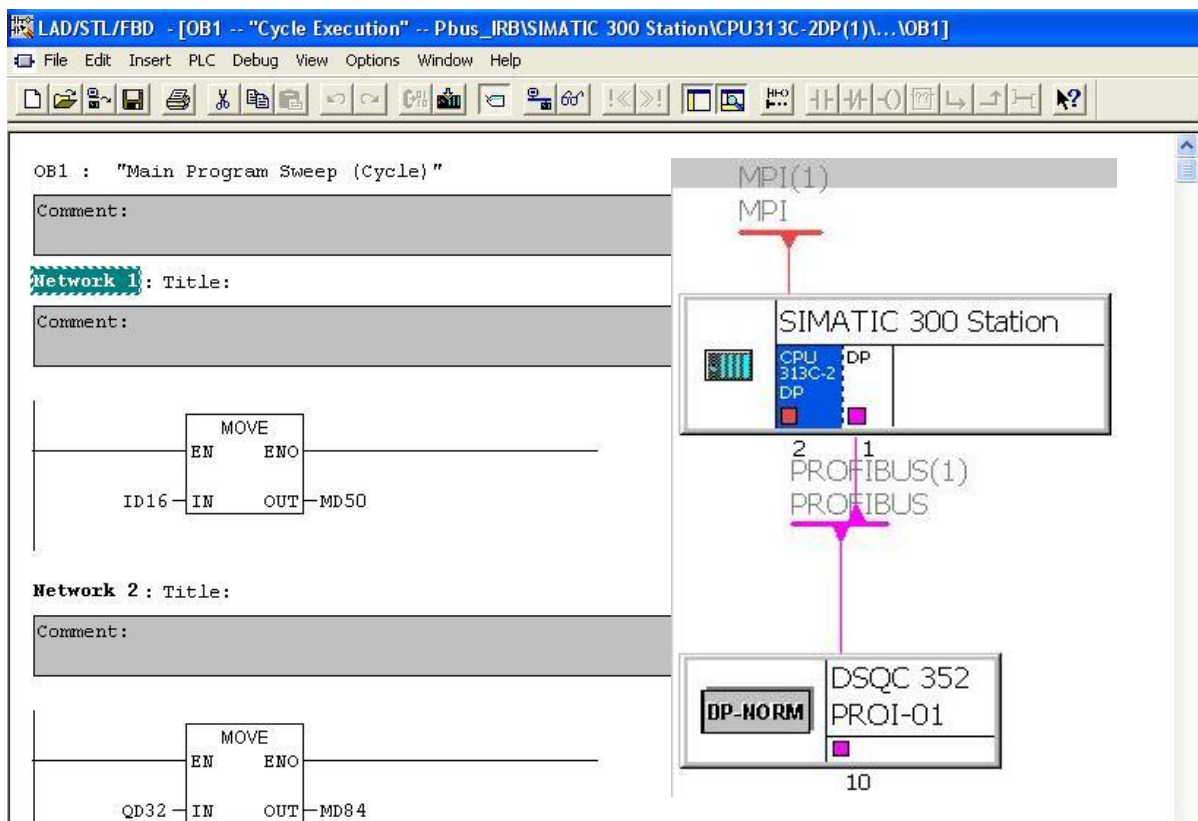 LAD/STL/FBD - [OB1 -- "Cycle Execution" -- Pbus_IRB\SIMATIC 300 Station\CPU313C-2DP(1)\...\OB1]
File Edit Insert PLC Debug View Options Window Help
OB1 : "Main Program Sweep (Cycle)"
Comment:
Network 1: Title:
Comment:
MOVE
EN ENO
ID16 IN OUT MD50
Network 2: Title:
Comment:
MOVE
EN ENO
QD32 IN OUT MD84
MPI(1)
MPI
SIMATIC 300 Station
CPU
313C-2
DP
DP
2 1
PROFIBUS(1)
PROFIBUS
DP-NORM
DSQC 352
PROI-01
10